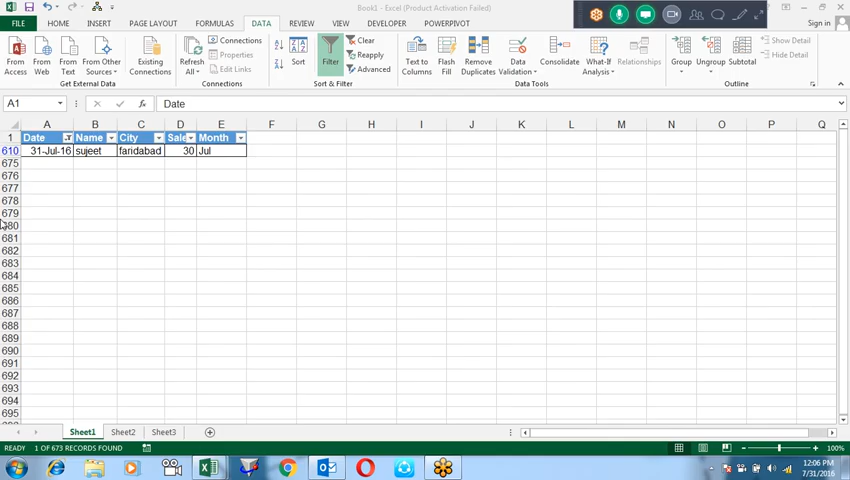 Book1 - Excel (Product Activation Failed)
Sign in
FILE HOME INSERT PAGE LAYOUT FORMULAS DATA REVIEW VIEW DEVELOPER POWERPIVOT
From Access
From Web
From Text
From Other Sources
Existing Connections
Refresh All
Connections
Properties
Edit Links
Sort
Filter
Clear
Reapply
Advanced
Text to Columns
Flash Fill
Remove Duplicates
Data Validation
Consolidate
What-If Analysis
Relationships
Group
Ungroup
Subtotal
Show Detail
Hide Detail
Get External Data
Connections
Sort & Filter
Data Tools
Outline
A1 fx Date
A B C D E F G H I J K L M N O P Q
1 Date Name City Sale Month
610 31-Jul-16 sujeet faridabad 30 Jul
675
676
677
678
679
680
681
682
683
684
685
686
687
688
689
690
691
692
693
694
695
Sheet1 Sheet2 Sheet3
READY 1 OF 673 RECORDS FOUND 100%
12:06 PM
7/31/2016